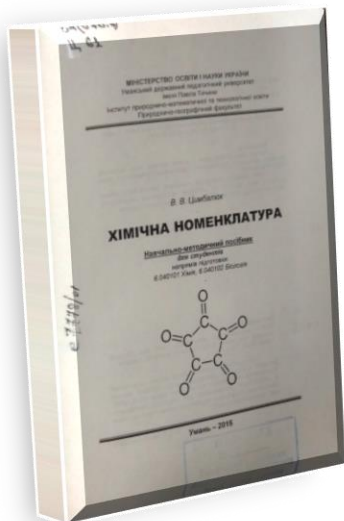 МІНІСТЕРСТВО ОСВІТИ І НАУКИ УКРАЇНИ
Уманський державний педагогічний університет
імені Павла Тичини
Інститут природничо-математичної та технологічної освіти
Природничо-географічний факультет
В. В. Цимбалюк
ХІМІЧНА НОМЕНКЛАТУРА
Навчально-методичний посібник
для студентів
напрямів підготовки
6.040101 Хімія, 6.040102 Біологія
O
C
O C C O
C C
O O
Умань – 2015